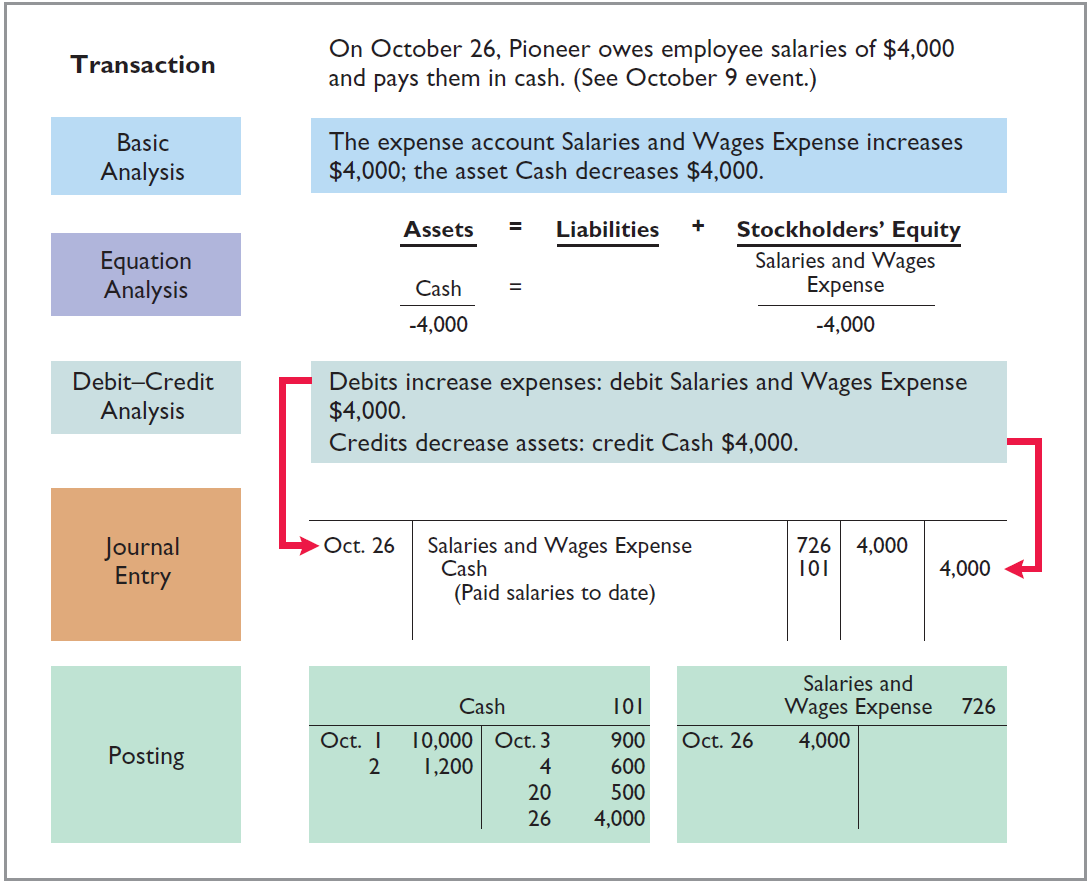 Transaction
On October 26, Pioneer owes employee salaries of $4,000
and pays them in cash. (See October 9 event.)
Basic
Analysis
The expense account Salaries and Wages Expense increases
$4,000; the asset Cash decreases $4,000.
Equation
Analysis
Assets = Liabilities + Stockholders’ Equity
Salaries and Wages
Cash = Expense
-4,000 -4,000
Debit–Credit
Analysis
Debits increase expenses: debit Salaries and Wages Expense
$4,000.
Credits decrease assets: credit Cash $4,000.
Journal
Entry
Oct. 26 Salaries and Wages Expense 726 4,000
Cash 101 4,000
(Paid salaries to date)
Posting
Cash 101
Oct. 1 10,000 Oct. 3 900
2 1,200 4 600
20 500
26 4,000
Salaries and
Wages Expense 726
Oct. 26 4,000